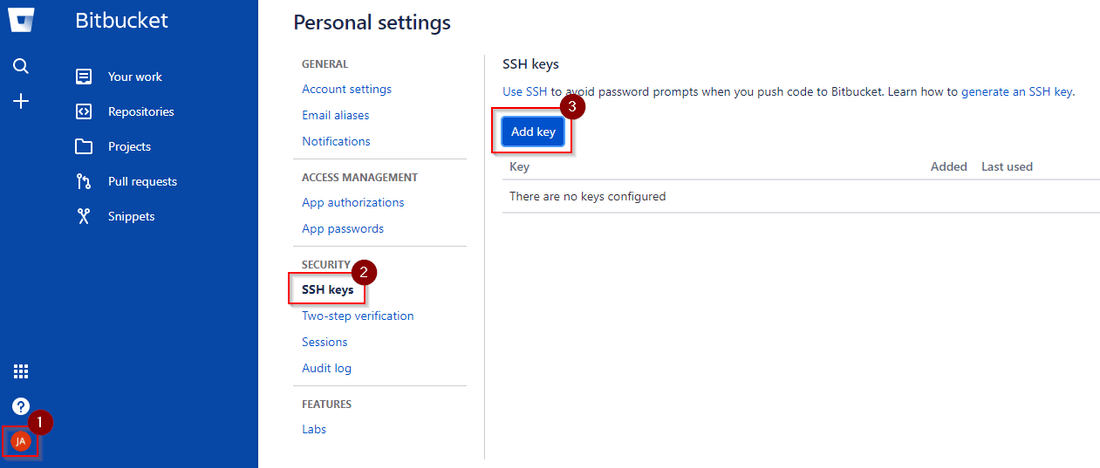 Bitbucket
Your work
Repositories
Projects
Pull requests
Snippets
1
JA
Personal settings
GENERAL
Account settings
Email aliases
Notifications
ACCESS MANAGEMENT
App authorizations
App passwords
SECURITY
2
SSH keys
Two-step verification
Sessions
Audit log
FEATURES
Labs
SSH keys
Use SSH to avoid password prompts when you push code to Bitbucket. Learn how to generate an SSH key.
3
Add key
Key Added Last used
There are no keys configured